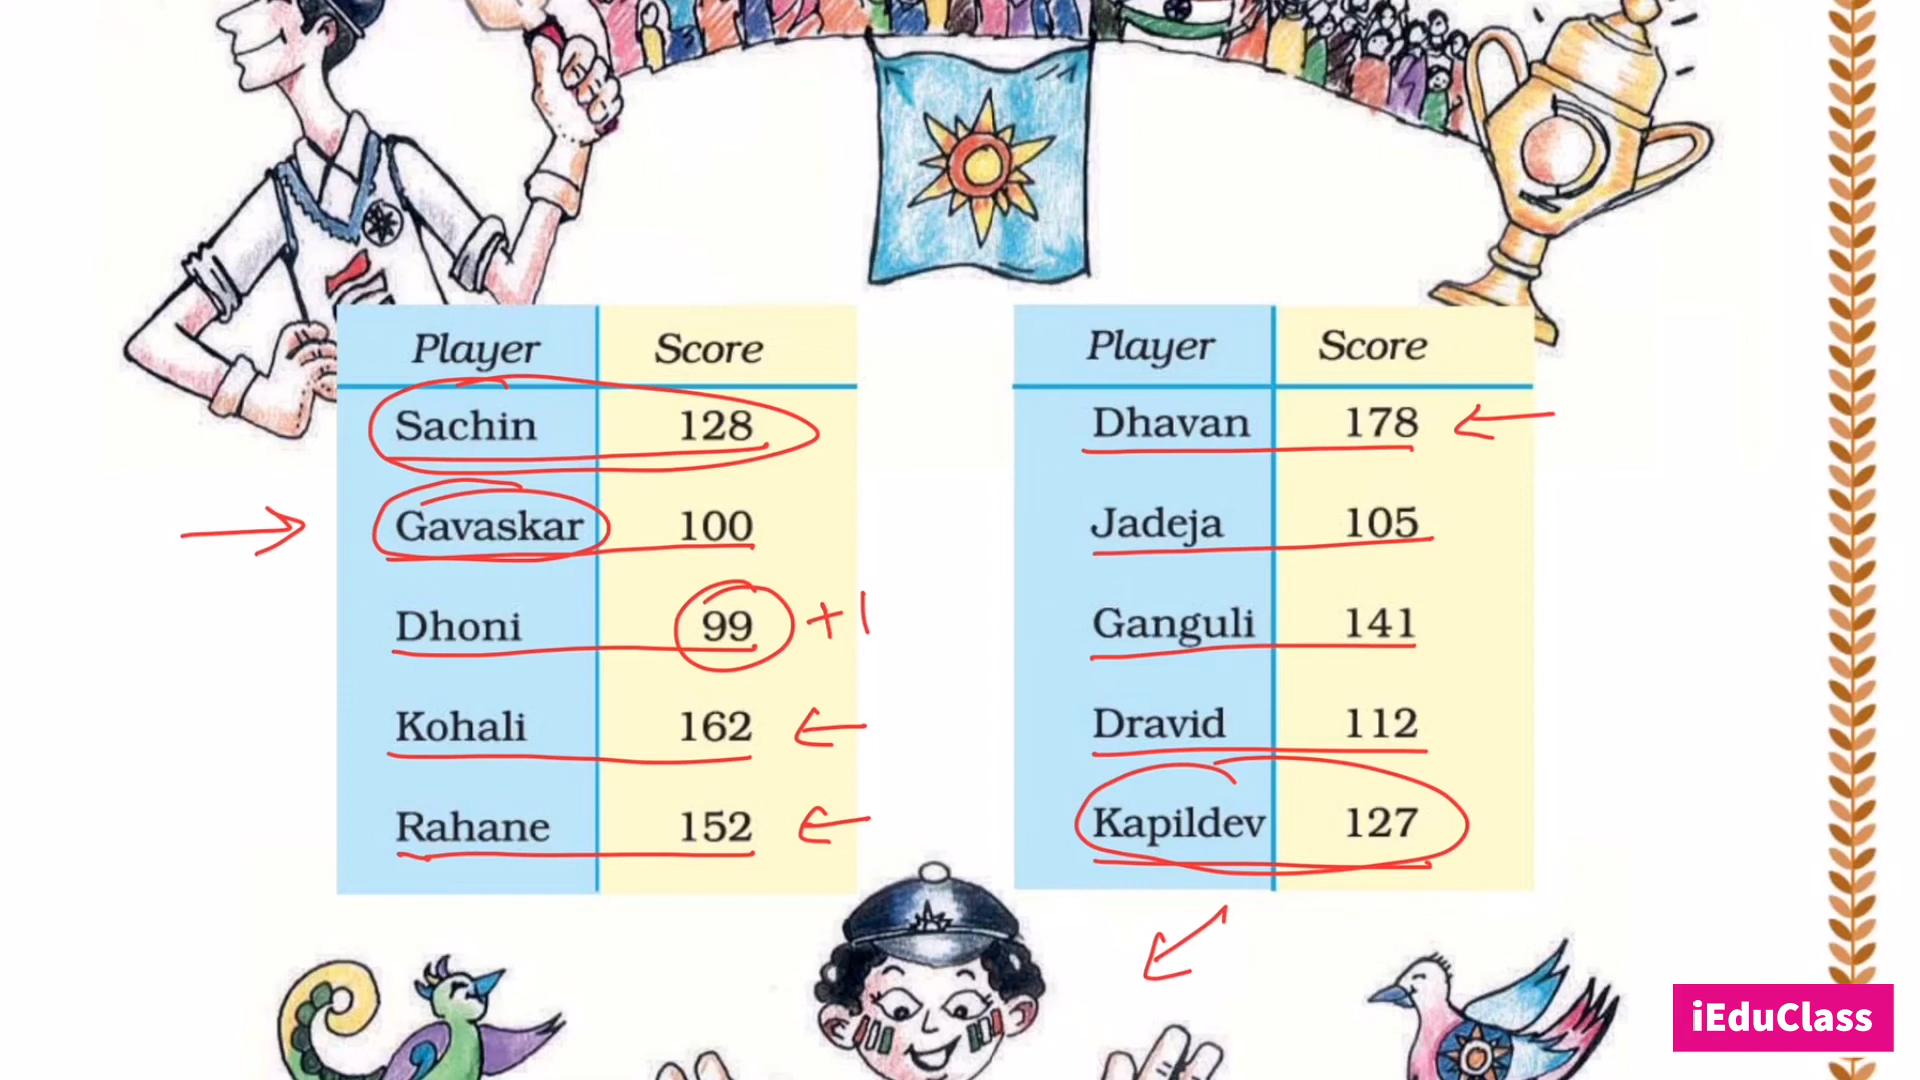 Player Score
Sachin 128
Gavaskar 100
Dhoni 99 +1
Kohali 162
Rahane 152
Player Score
Dhavan 178
Jadeja 105
Ganguli 141
Dravid 112
Kapildev 127
iEduClass